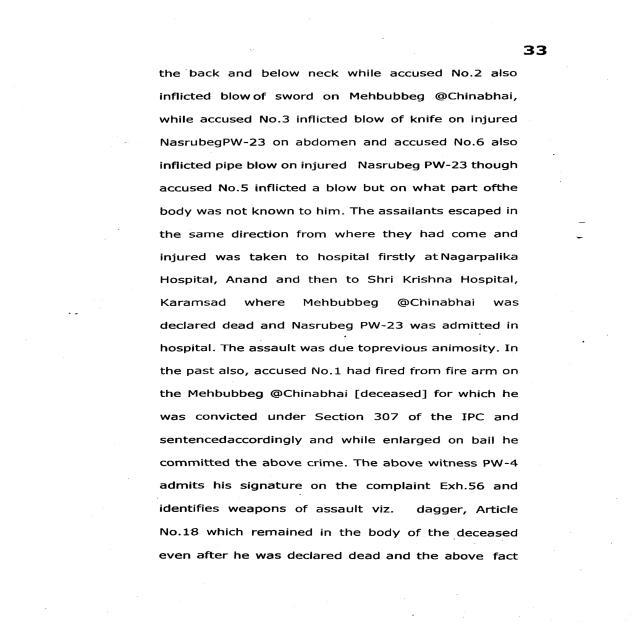 33
the back and below neck while accused No.2 also
inflicted blow of sword on Mehbubbeg @Chinabhai,
while accused No.3 inflicted blow of knife on injured
NasrubegPW-23 on abdomen and accused No.6 also
inflicted pipe blow on injured Nasrubeg PW-23 though
accused No.5 inflicted a blow but on what part ofthe
body was not known to him. The assailants escaped in
the same direction from where they had come and
injured was taken to hospital firstly at Nagarpalika
Hospital, Anand and then to Shri Krishna Hospital,
Karamsad where Mehbubbeg @Chinabhai was
declared dead and Nasrubeg PW-23 was admitted in
hospital. The assault was due toprevious animosity. In
the past also, accused No.1 had fired from fire arm on
the Mehbubbeg @Chinabhai [deceased] for which he
was convicted under Section 307 of the IPC and
sentencedaccordingly and while enlarged on bail he
committed the above crime. The above witness PW-4
admits his signature on the complaint Exh.56 and
identifies weapons of assault viz. dagger, Article
No.18 which remained in the body of the deceased
even after he was declared dead and the above fact